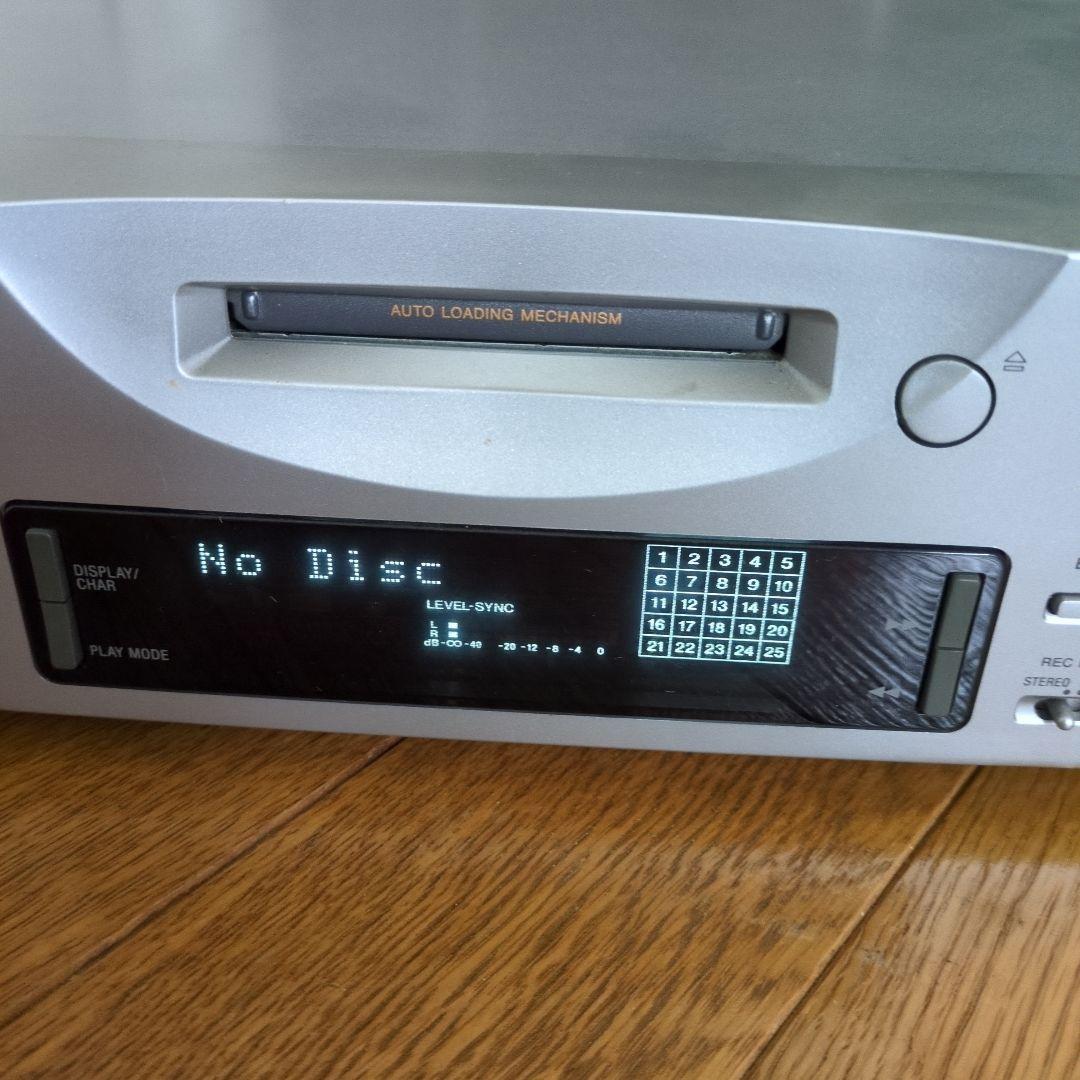 AUTO LOADING MECHANISM
DISPLAY/
CHAR
PLAY MODE
No Disc
LEVEL-SYNC
L
R
dB -∞ -40 -20 -12 -8 -4 0
1 2 3 4 5
6 7 8 9 10
11 12 13 14 15
16 17 18 19 20
21 22 23 24 25
REC
STEREO